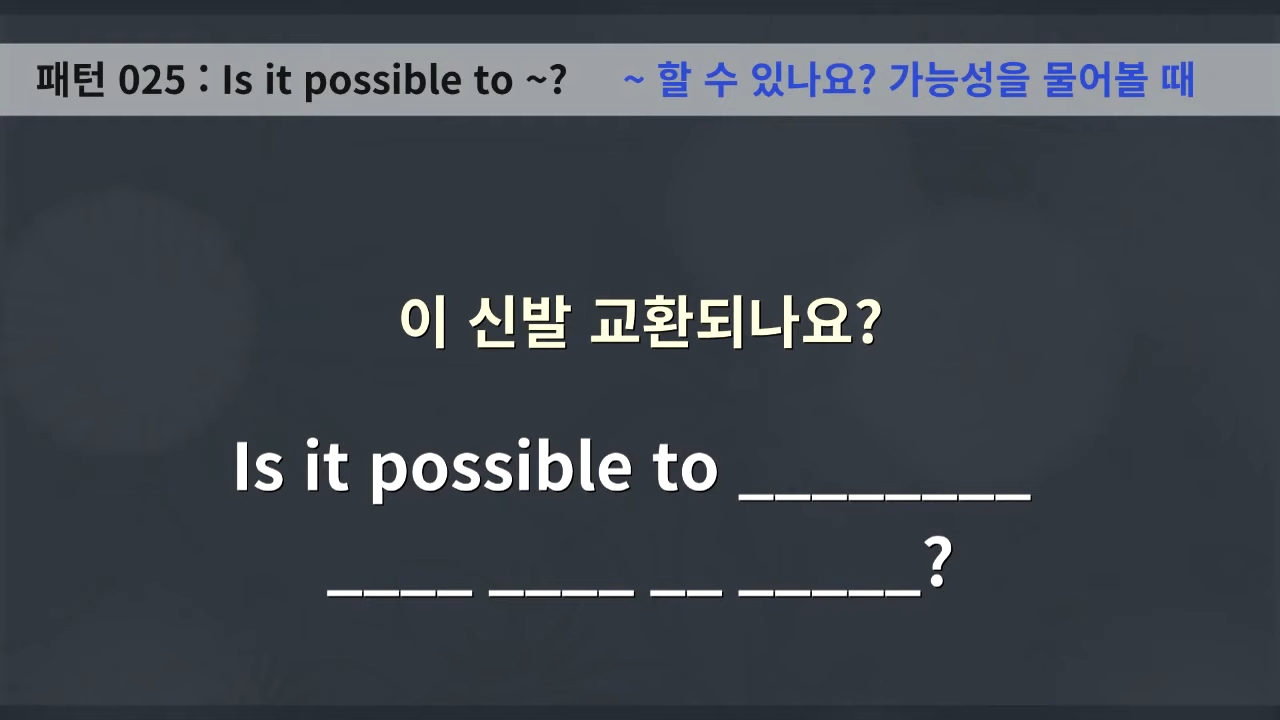 패턴 025 : Is it possible to ~? ~ 할 수 있나요? 가능성을 물어볼 때
이 신발 교환되나요?
Is it possible to ________
____ ____ __ _____?